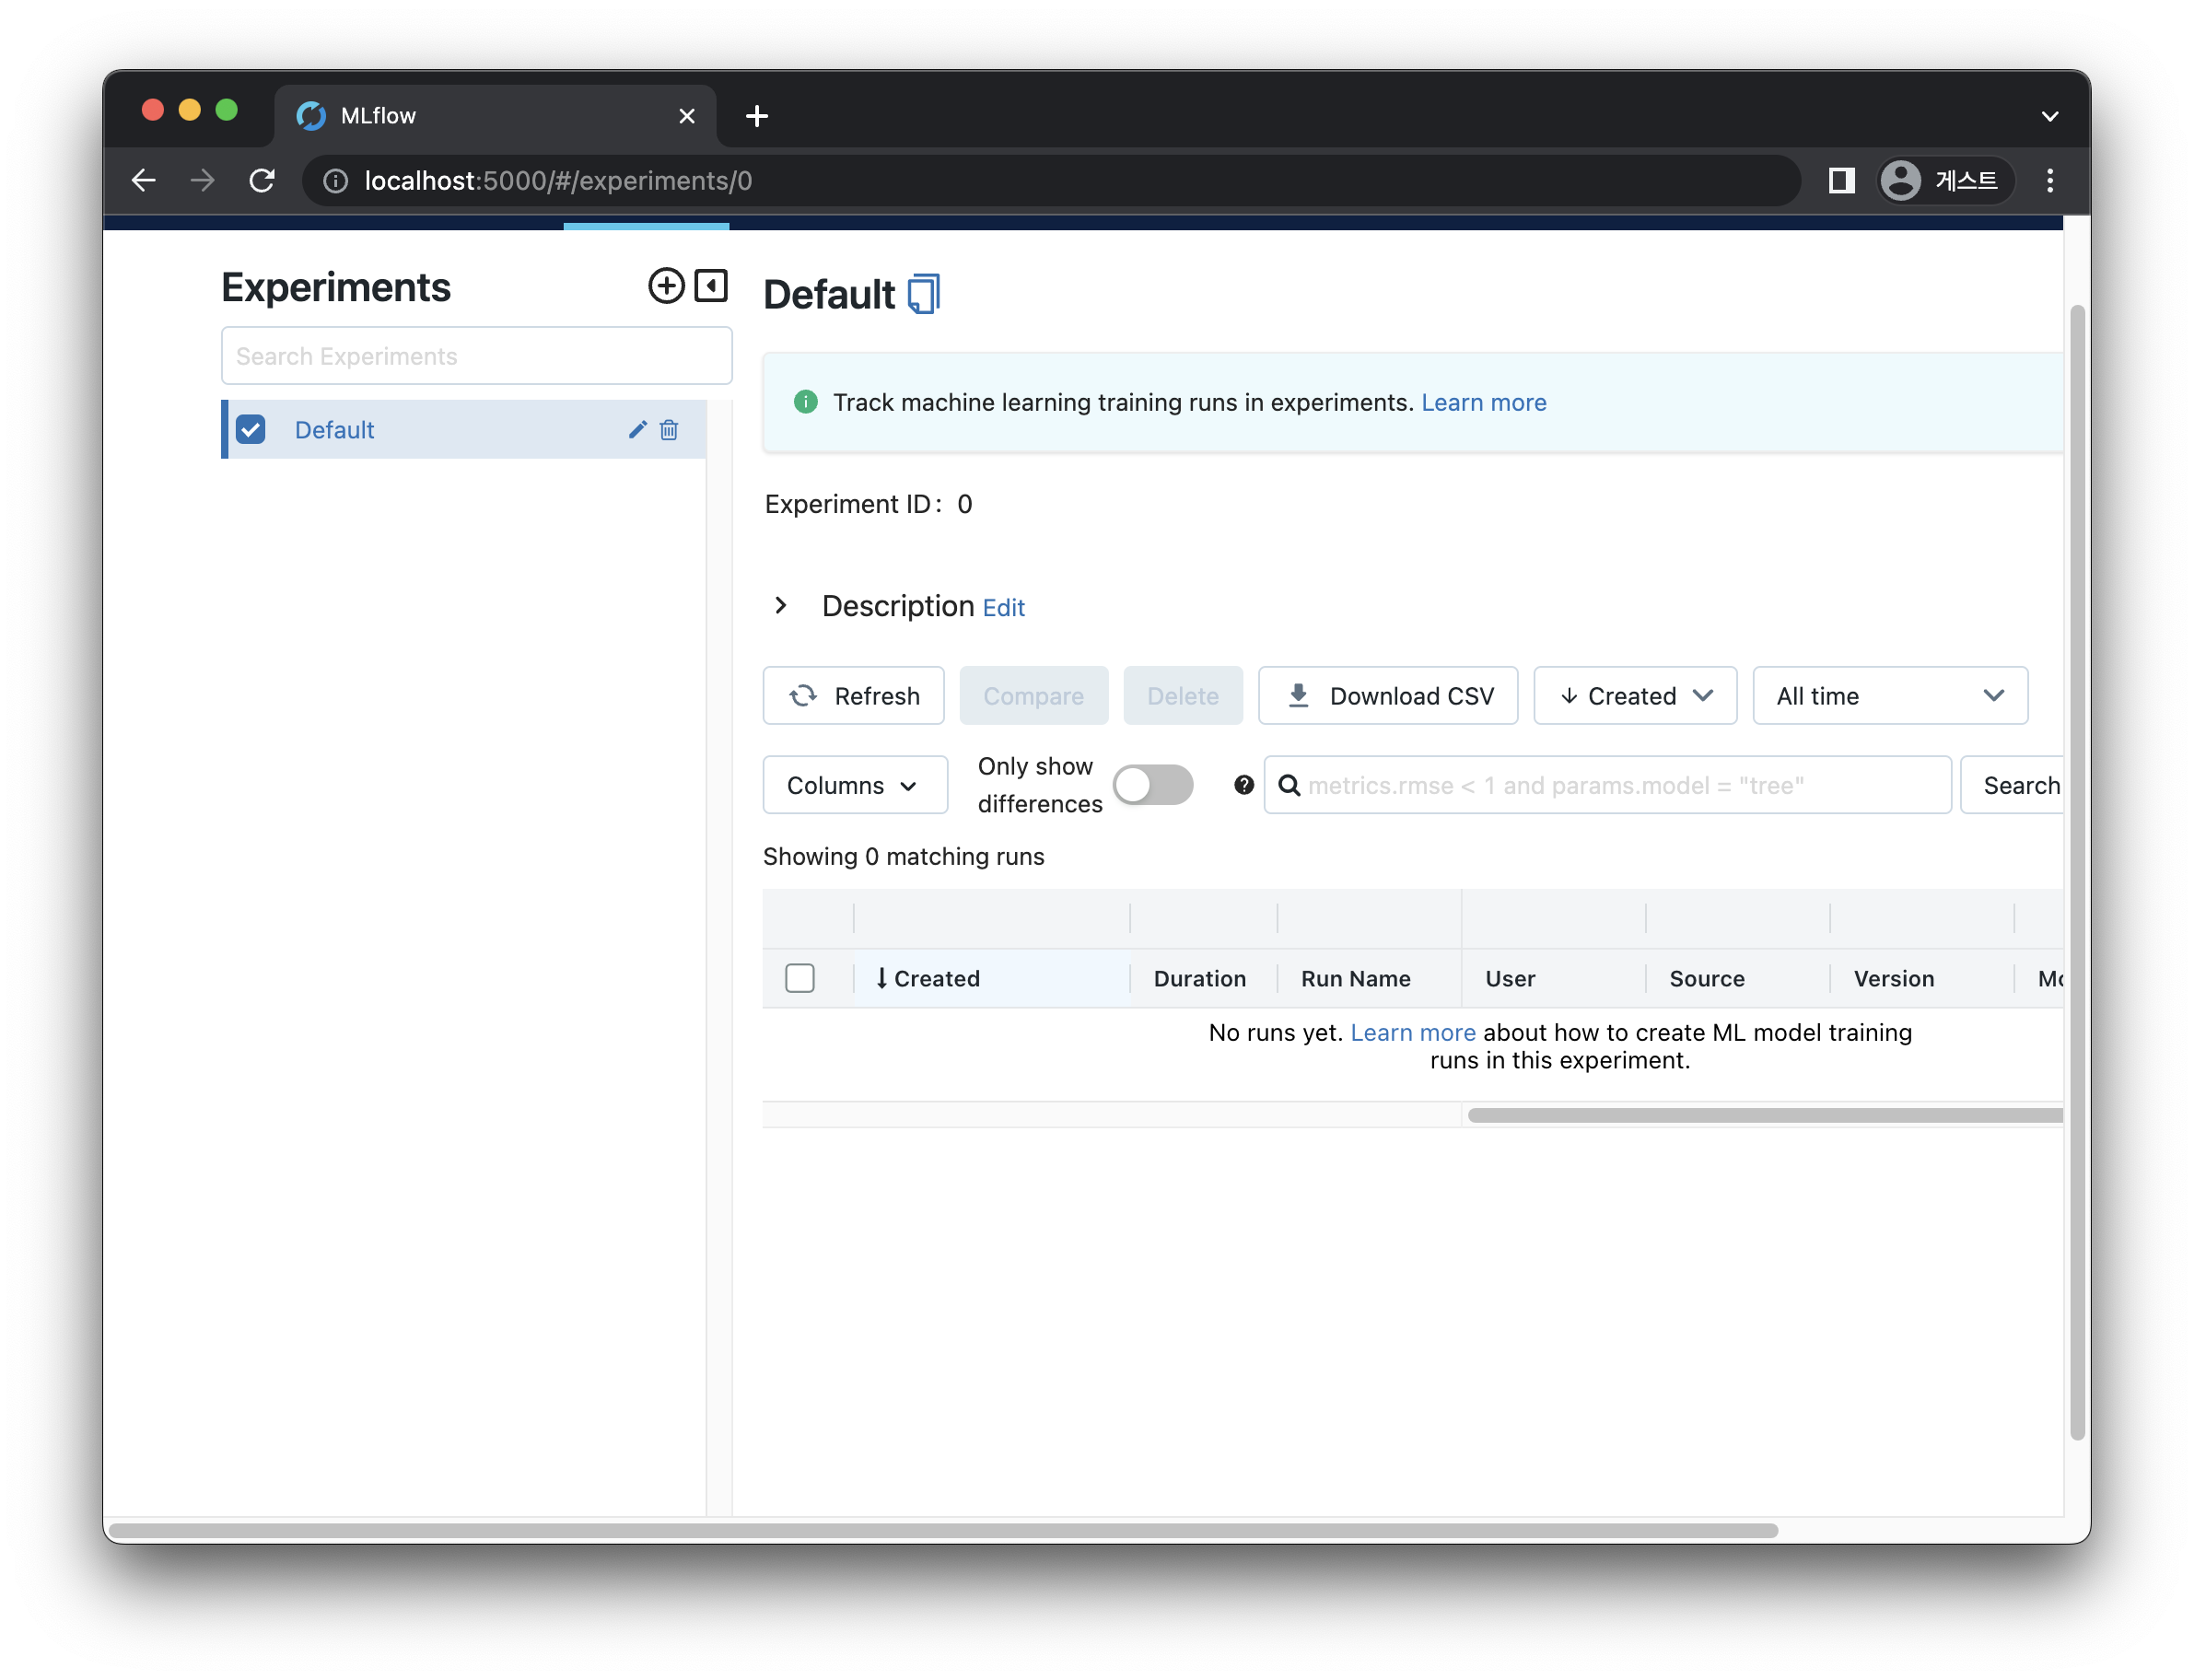 MLflow
localhost:5000/#/experiments/0
게스트
Experiments
Search Experiments
Default
Default
Track machine learning training runs in experiments. Learn more
Experiment ID: 0
Description Edit
Refresh
Compare
Delete
Download CSV
Created
All time
Columns
Only show
differences
metrics.rmse < 1 and params.model = "tree"
Search
Showing 0 matching runs
Created
Duration
Run Name
User
Source
Version
No runs yet. Learn more about how to create ML model training
runs in this experiment.